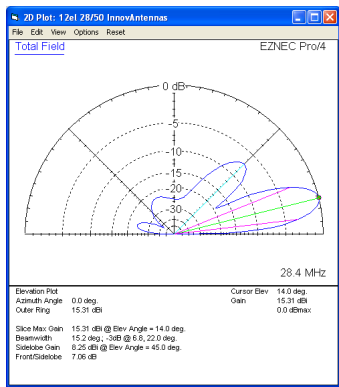 2D Plot: 12el 28/50 InnovAntennas
File Edit View Options Reset
Total Field
EZNEC Pro/4
0 dB
-5
-10
-15
-20
-30
28.4 MHz
Elevation Plot
Cursor Elev 14.0 deg.
Azimuth Angle 0.0 deg.
Gain 15.31 dBi
Outer Ring 15.31 dBi
0.0 dBmax
Slice Max Gain 15.31 dBi @ Elev Angle = 14.0 deg.
Beamwidth 15.2 deg.; -3dB @ 6.8, 22.0 deg.
Sidelobe Gain 8.25 dBi @ Elev Angle = 45.0 deg.
Front/Sidelobe 7.06 dB